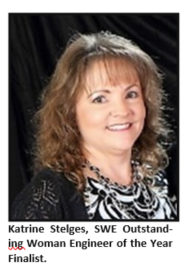 Katrine Stelges, SWE Outstand-
ing Woman Engineer of the Year
Finalist.